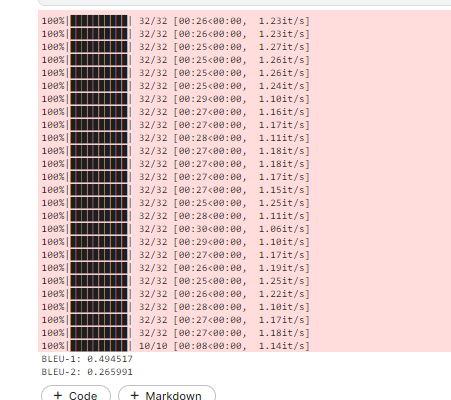 100%| | 32/32 [00:26<00:00, 1.23it/s]
100%| | 32/32 [00:26<00:00, 1.23it/s]
100%| | 32/32 [00:25<00:00, 1.27it/s]
100%| | 32/32 [00:25<00:00, 1.26it/s]
100%| | 32/32 [00:25<00:00, 1.26it/s]
100%| | 32/32 [00:25<00:00, 1.24it/s]
100%| | 32/32 [00:29<00:00, 1.10it/s]
100%| | 32/32 [00:27<00:00, 1.16it/s]
100%| | 32/32 [00:27<00:00, 1.17it/s]
100%| | 32/32 [00:28<00:00, 1.11it/s]
100%| | 32/32 [00:27<00:00, 1.18it/s]
100%| | 32/32 [00:27<00:00, 1.18it/s]
100%| | 32/32 [00:27<00:00, 1.17it/s]
100%| | 32/32 [00:27<00:00, 1.15it/s]
100%| | 32/32 [00:25<00:00, 1.25it/s]
100%| | 32/32 [00:28<00:00, 1.11it/s]
100%| | 32/32 [00:30<00:00, 1.06it/s]
100%| | 32/32 [00:29<00:00, 1.10it/s]
100%| | 32/32 [00:27<00:00, 1.17it/s]
100%| | 32/32 [00:26<00:00, 1.19it/s]
100%| | 32/32 [00:25<00:00, 1.25it/s]
100%| | 32/32 [00:26<00:00, 1.22it/s]
100%| | 32/32 [00:28<00:00, 1.10it/s]
100%| | 32/32 [00:27<00:00, 1.17it/s]
100%| | 32/32 [00:27<00:00, 1.18it/s]
100%| | 10/10 [00:08<00:00, 1.14it/s]
BLEU-1: 0.494517
BLEU-2: 0.265991
+ Code + Markdown